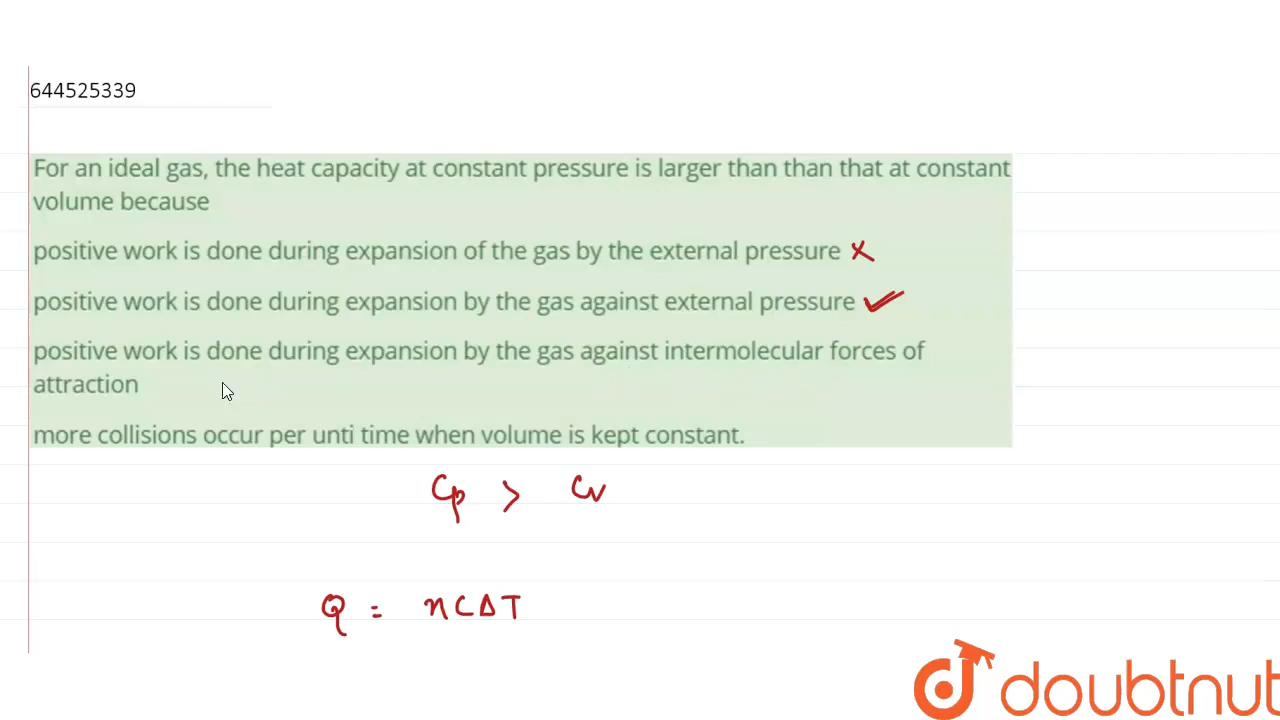 644525339
For an ideal gas, the heat capacity at constant pressure is larger than than that at constant
volume because
positive work is done during expansion of the gas by the external pressure ×
positive work is done during expansion by the gas against external pressure ✓
positive work is done during expansion by the gas against intermolecular forces of
attraction
more collisions occur per unti time when volume is kept constant.
Cp > Cv
Q = nCΔT
doubtnut